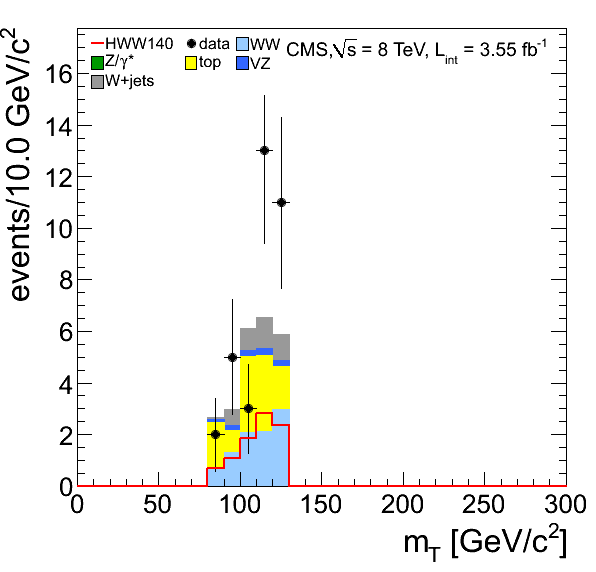 HWW140 data WW CMS,√s = 8 TeV, L_int = 3.55 fb⁻¹
Z/γ* top VZ
W+jets
events/10.0 GeV/c²
16
14
12
10
8
6
4
2
0
0 50 100 150 200 250 300
m_T [GeV/c²]